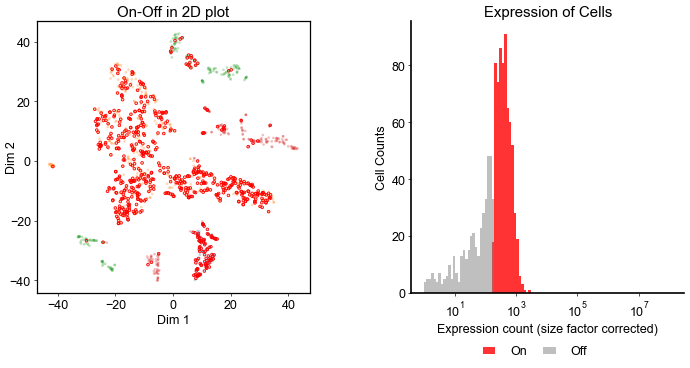 On-Off in 2D plot
Dim 2
40
20
0
−20
−40
−40 −20 0 20 40
Dim 1
Expression of Cells
Cell Counts
80
60
40
20
0
10^1 10^3 10^5 10^7
Expression count (size factor corrected)
On Off